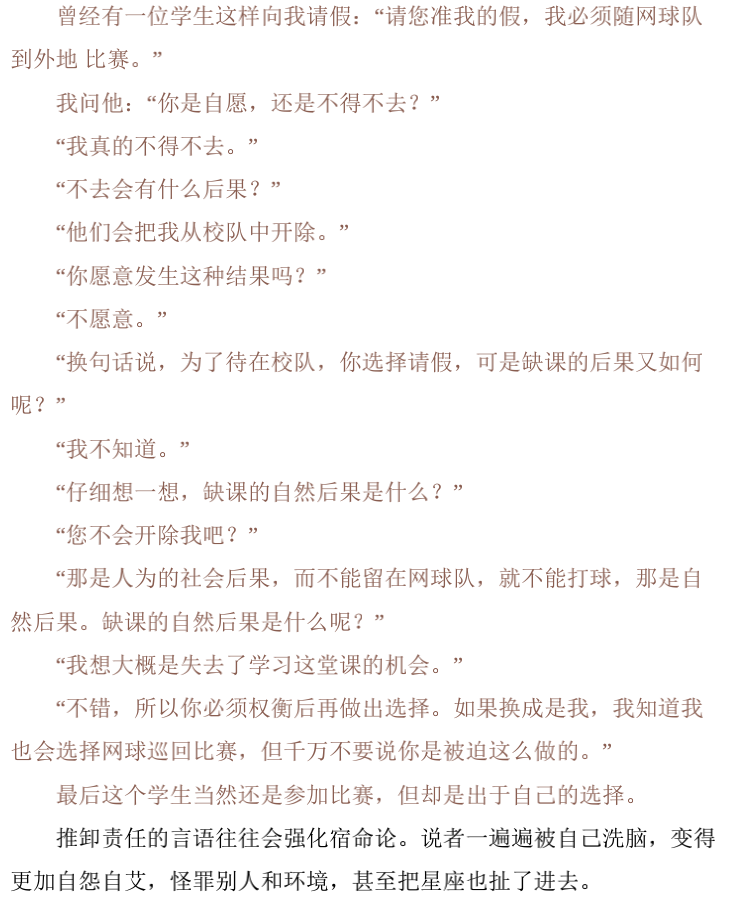 曾经有一位学生这样向我请假：“请您准我的假，我必须随网球队
到外地 比赛。”
我问他：“你是自愿，还是不得不去？”
“我真的不得不去。”
“不去会有什么后果？”
“他们会把我从校队中开除。”
“你愿意发生这种结果吗？”
“不愿意。”
“换句话说，为了待在校队，你选择请假，可是缺课的后果又如何
呢？”
“我不知道。”
“仔细想一想，缺课的自然后果是什么？”
“您不会开除我吧？”
“那是人为的社会后果，而不能留在网球队，就不能打球，那是自
然后果。缺课的自然后果是什么呢？”
“我想大概是失去了学习这堂课的机会。”
“不错，所以你必须权衡后再做出选择。如果换成是我，我知道我
也会选择网球巡回比赛，但千万不要说你是被迫这么做的。”
最后这个学生当然还是参加比赛，但却是出于自己的选择。
推卸责任的言语往往会强化宿命论。说者一遍遍被自己洗脑，变得
更加自怨自艾，怪罪别人和环境，甚至把星座也扯了进去。